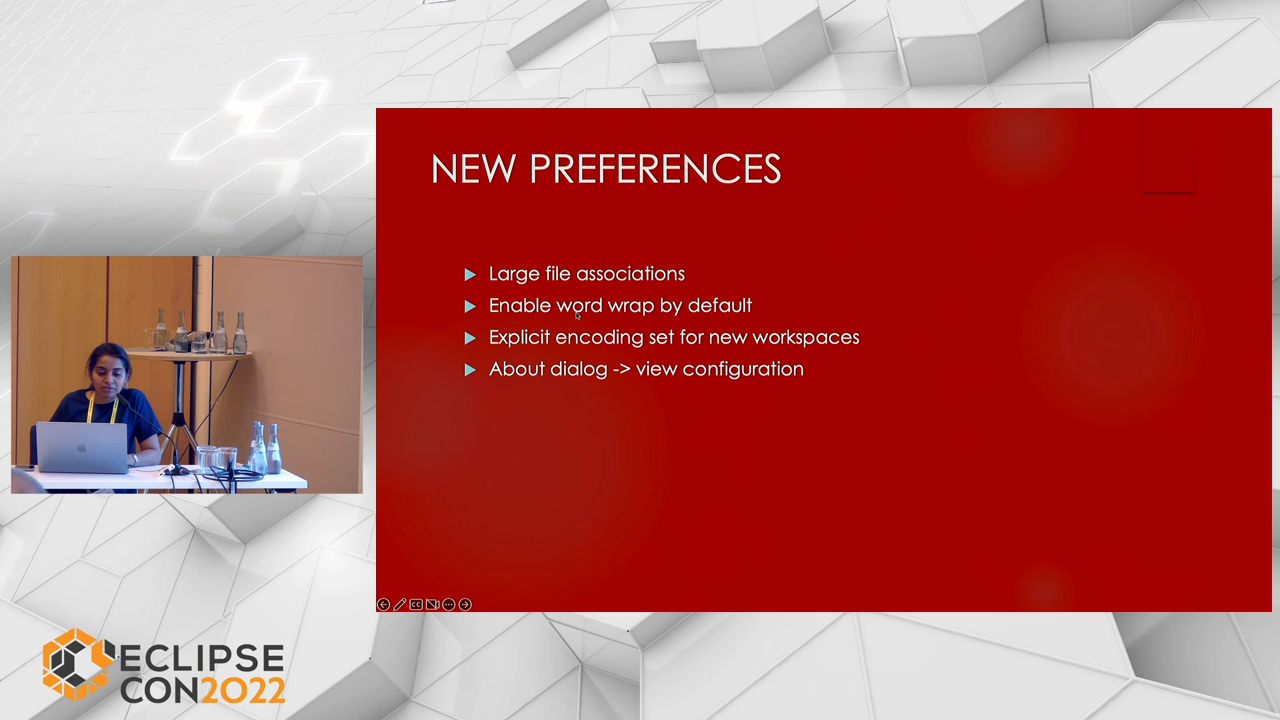 NEW PREFERENCES
Large file associations
Enable word wrap by default
Explicit encoding set for new workspaces
About dialog -> view configuration
CC
ECLIPSE
CON2022